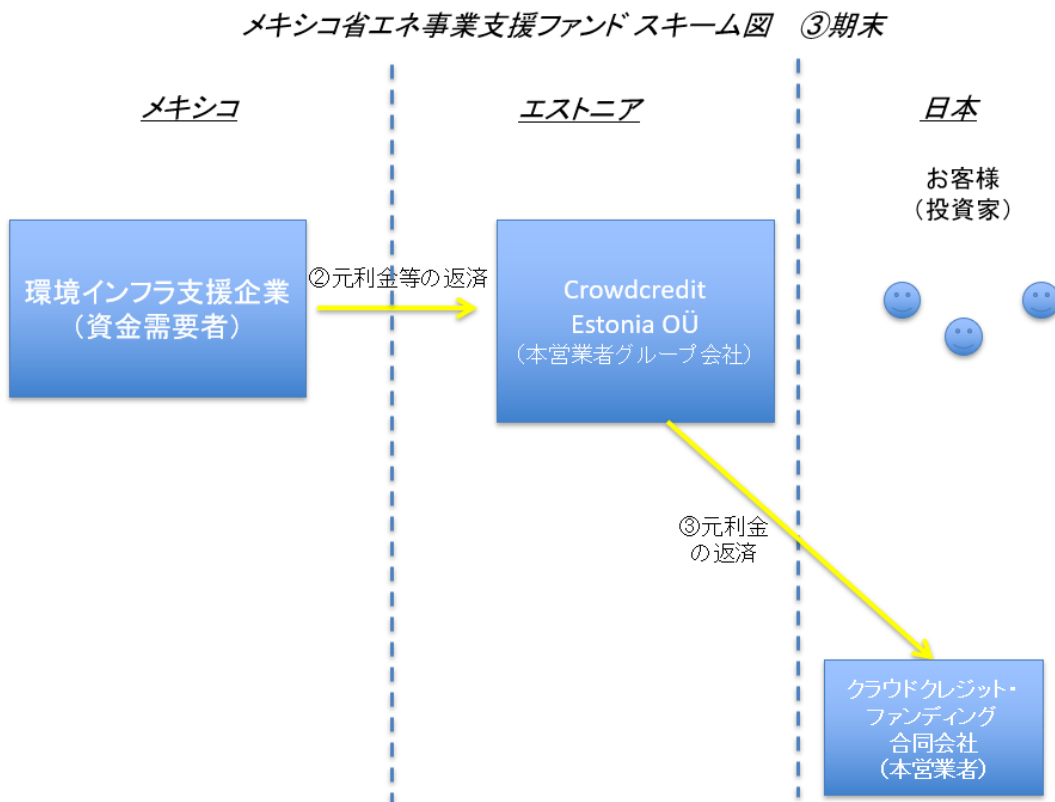 メキシコ省エネ事業支援ファンド スキーム図　③期末
メキシコ
エストニア
日本
お客様
（投資家）
環境インフラ支援企業
（資金需要者）
②元利金等の返済
Crowdcredit
Estonia OÜ
（本営業者グループ会社）
③元利金
の返済
クラウドクレジット・
ファンディング
合同会社
（本営業者）